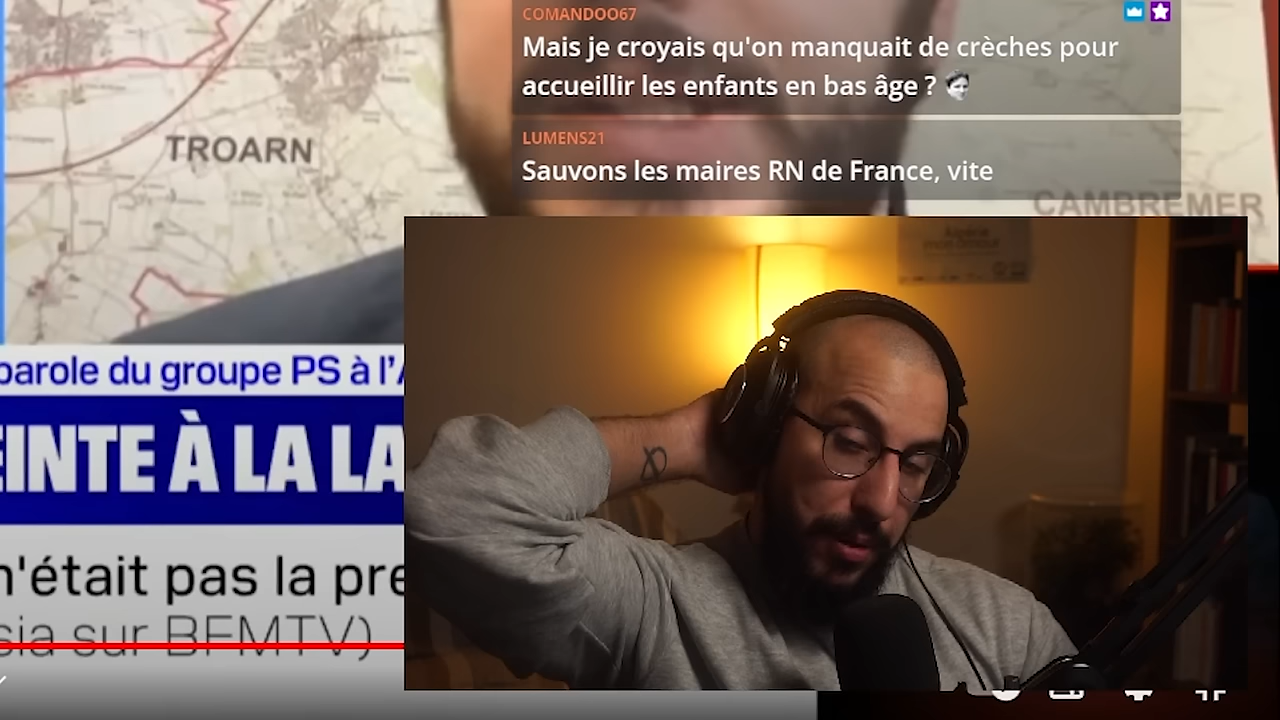 COMANDOO67
Mais je croyais qu'on manquait de crèches pour
accueillir les enfants en bas âge ?
LUMENS21
Sauvons les maires RN de France, vite
TROARN
CAMBREMER
parole du groupe PS à l'A
EINTE À LA LA
n'était pas la pre
sia sur BFMTV)